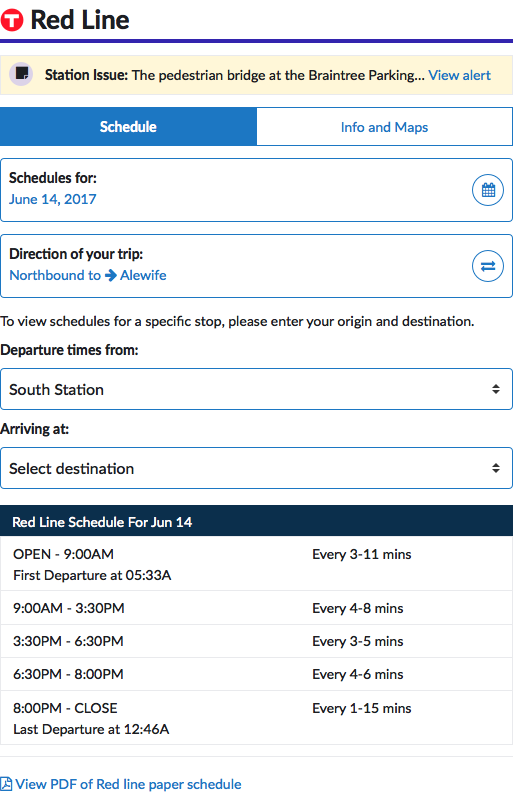 T Red Line
Station Issue: The pedestrian bridge at the Braintree Parking... View alert
Schedule Info and Maps
Schedules for:
June 14, 2017
Direction of your trip:
Northbound to → Alewife
To view schedules for a specific stop, please enter your origin and destination.
Departure times from:
South Station
Arriving at:
Select destination
Red Line Schedule For Jun 14
OPEN - 9:00AM Every 3-11 mins
First Departure at 05:33A
9:00AM - 3:30PM Every 4-8 mins
3:30PM - 6:30PM Every 3-5 mins
6:30PM - 8:00PM Every 4-6 mins
8:00PM - CLOSE Every 1-15 mins
Last Departure at 12:46A
View PDF of Red line paper schedule